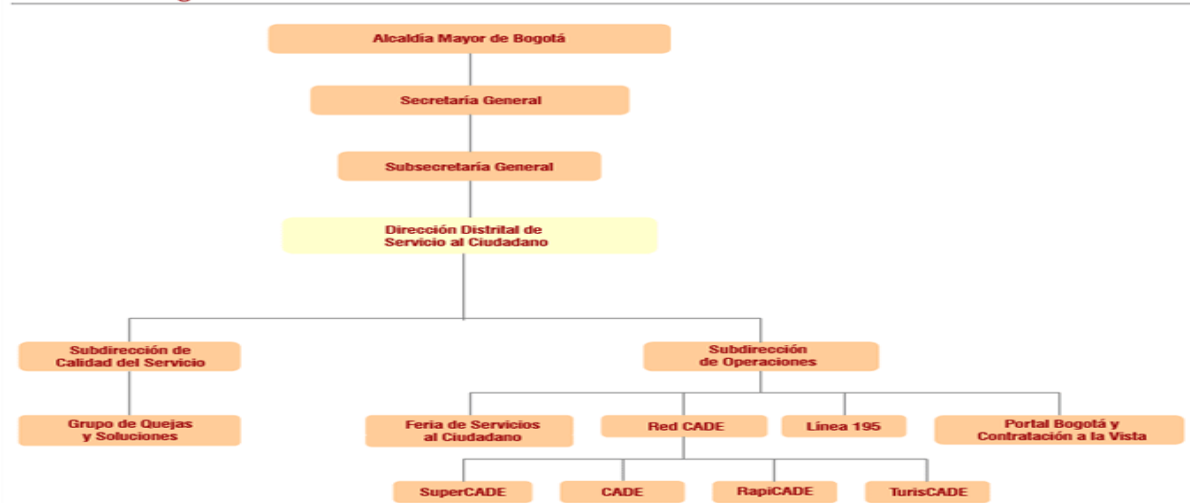 Alcaldía Mayor de Bogotá
Secretaría General
Subsecretaría General
Dirección Distrital de
Servicio al Ciudadano
Subdirección de
Calidad del Servicio
Subdirección
de Operaciones
Grupo de Quejas
y Soluciones
Feria de Servicios
al Ciudadano
Red CADE
Línea 195
Portal Bogotá y
Contratación a la Vista
SuperCADE
CADE
RapiCADE
TurisCADE